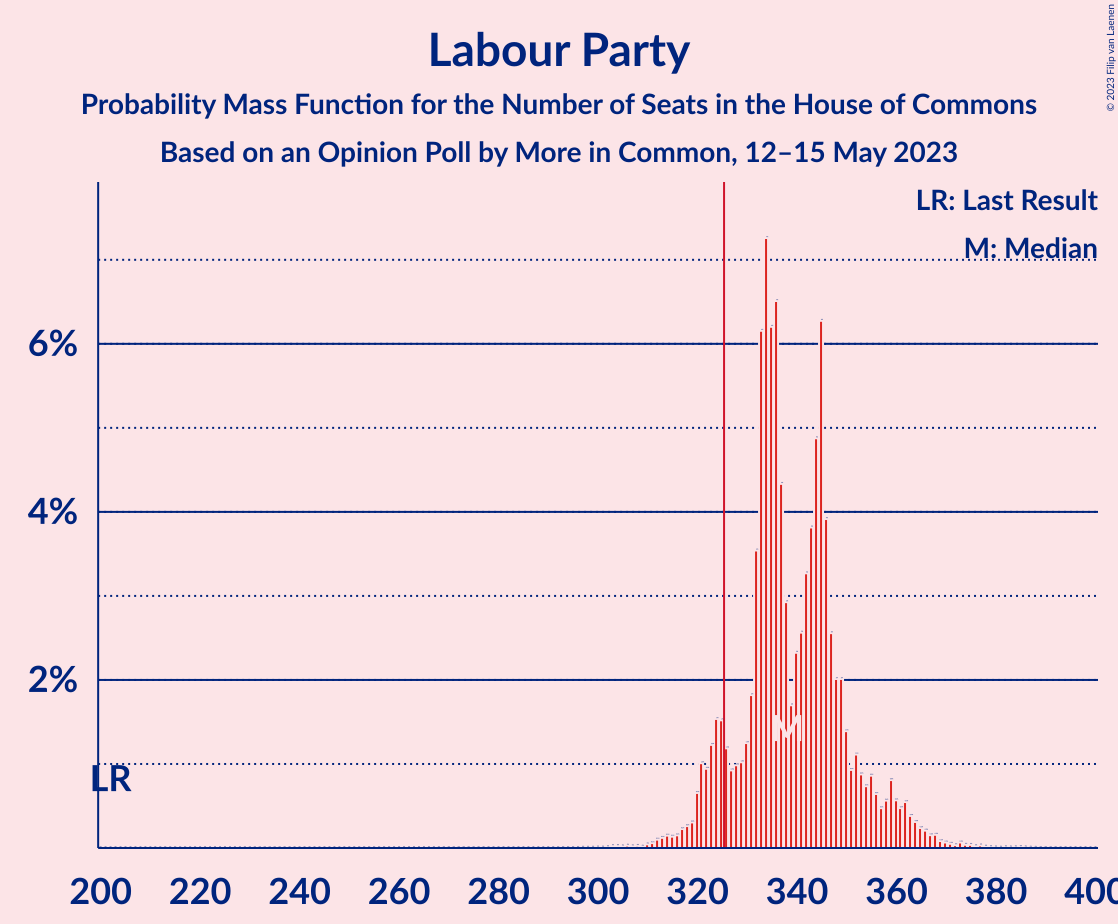 Labour Party
Probability Mass Function for the Number of Seats in the House of Commons
Based on an Opinion Poll by More in Common, 12–15 May 2023
© 2023 Filip van Laenen
LR: Last Result
M: Median
6%
4%
2%
LR
M
200 220 240 260 280 300 320 340 360 380 400